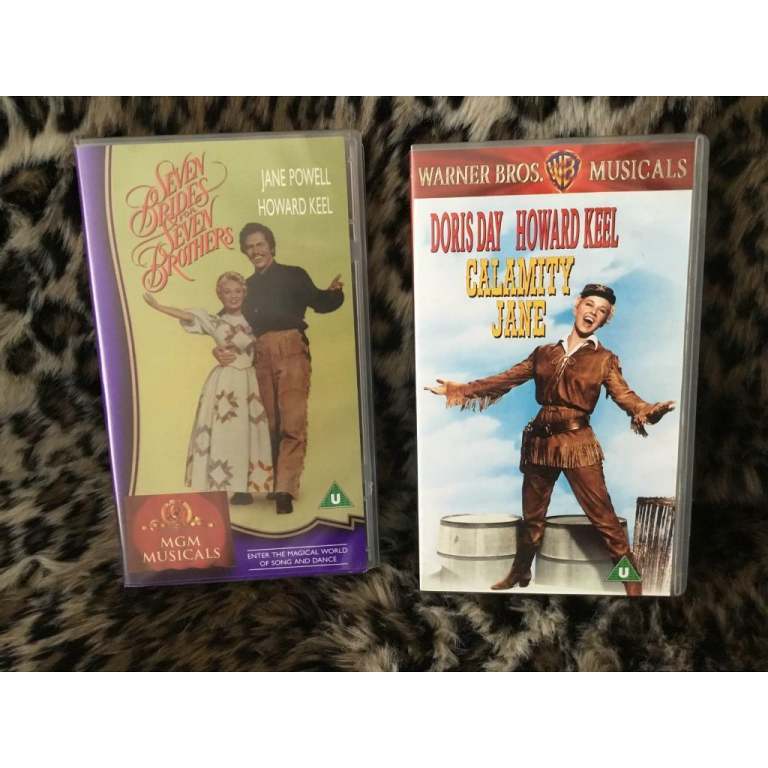 SEVEN
BRIDES
FOR
SEVEN
BROTHERS
JANE POWELL
HOWARD KEEL
U
MGM
MUSICALS
ENTER THE MAGICAL WORLD
OF SONG AND DANCE
WARNER BROS. WB MUSICALS
DORIS DAY HOWARD KEEL
CALAMITY
JANE
U